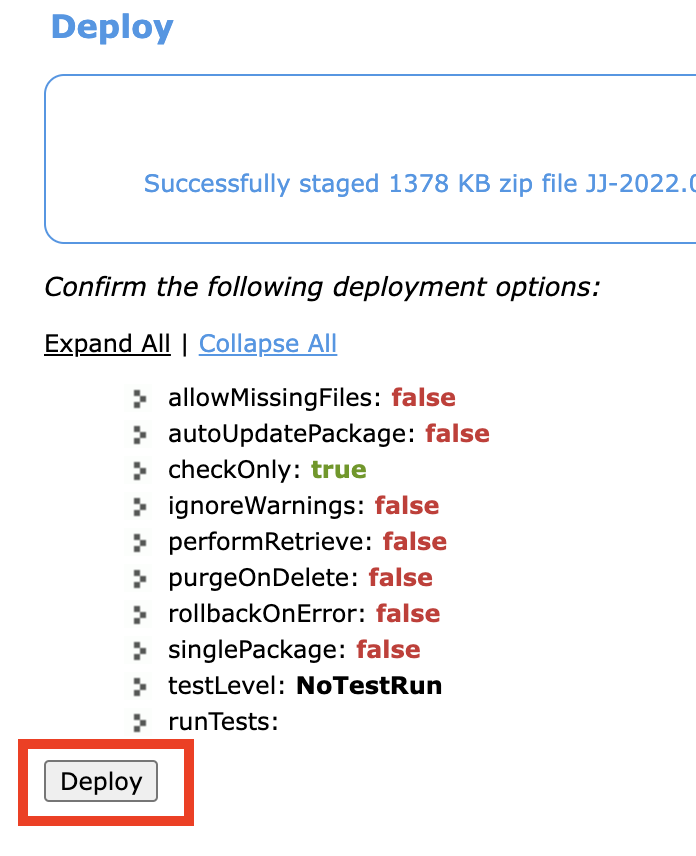 Deploy
Successfully staged 1378 KB zip file JJ-2022.0
Confirm the following deployment options:
Expand All | Collapse All
allowMissingFiles: false
autoUpdatePackage: false
checkOnly: true
ignoreWarnings: false
performRetrieve: false
purgeOnDelete: false
rollbackOnError: false
singlePackage: false
testLevel: NoTestRun
runTests:
Deploy